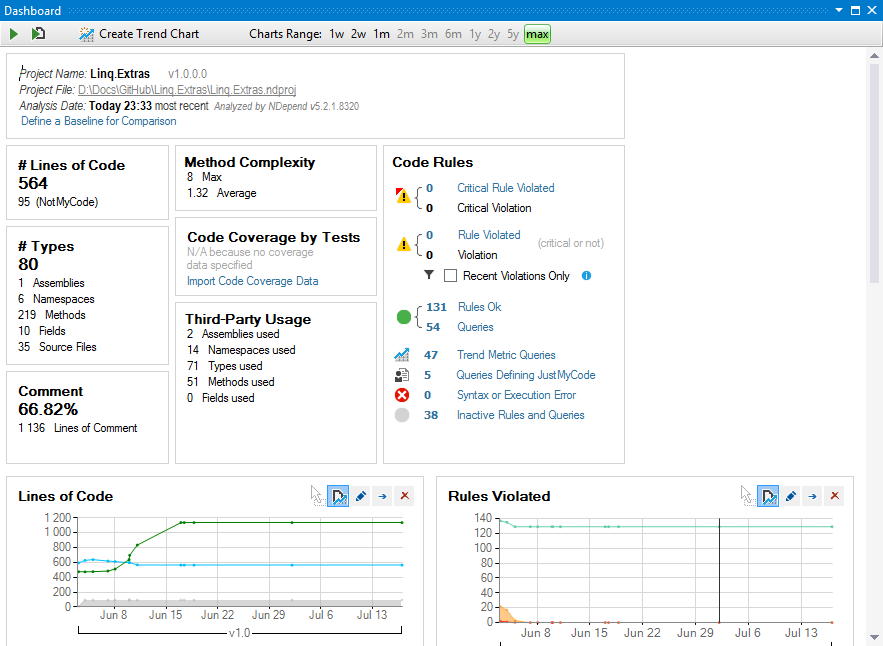 Dashboard
Create Trend Chart Charts Range: 1w 2w 1m 2m 3m 6m 1y 2y 5y max
Project Name: Linq.Extras v1.0.0.0
Project File: D:\Docs\GitHub\Linq.Extras\Linq.Extras.ndproj
Analysis Date: Today 23:33 most recent Analyzed by NDepend v5.2.1.8320
Define a Baseline for Comparison
# Lines of Code
564
95 (NotMyCode)
# Types
80
1 Assemblies
6 Namespaces
219 Methods
10 Fields
35 Source Files
Comment
66.82%
1 136 Lines of Comment
Method Complexity
8 Max
1.32 Average
Code Coverage by Tests
N/A because no coverage
data specified
Import Code Coverage Data
Third-Party Usage
2 Assemblies used
14 Namespaces used
71 Types used
51 Methods used
0 Fields used
Code Rules
0 Critical Rule Violated
0 Critical Violation
0 Rule Violated
(critical or not)
0 Violation
Recent Violations Only
131 Rules Ok
54 Queries
47 Trend Metric Queries
5 Queries Defining JustMyCode
0 Syntax or Execution Error
38 Inactive Rules and Queries
Lines of Code
1 200
1 000
800
600
400
200
0
Jun 8 Jun 15 Jun 22 Jun 29 Jul 6 Jul 13
v1.0
Rules Violated
140
120
100
80
60
40
20
0
Jun 8 Jun 15 Jun 22 Jun 29 Jul 6 Jul 13